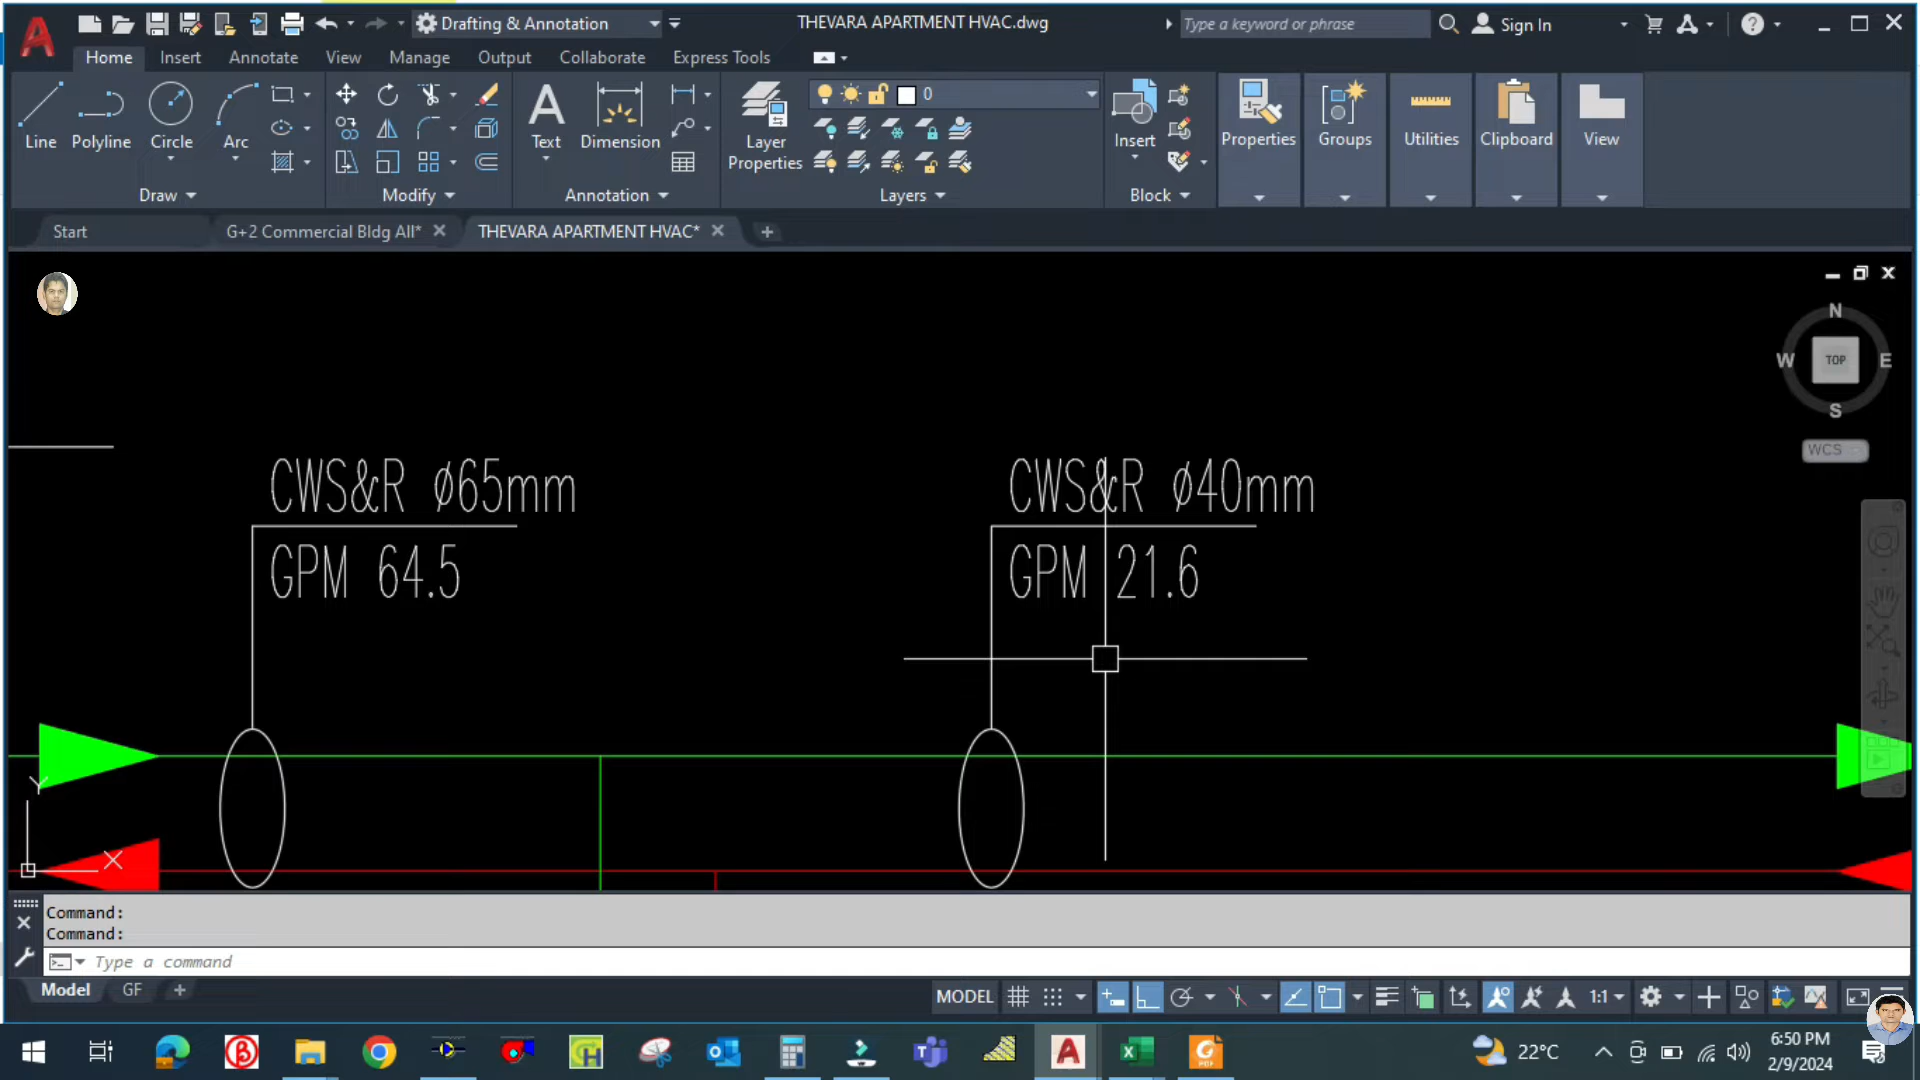 Drafting & Annotation
THEVARA APARTMENT HVAC.dwg
Type a keyword or phrase
Sign In
Home
Insert
Annotate
View
Manage
Output
Collaborate
Express Tools
Line
Polyline
Circle
Arc
Text
Dimension
Layer
Properties
0
Insert
Properties
Groups
Utilities
Clipboard
View
Draw
Modify
Annotation
Layers
Block
Start
G+2 Commercial Bldg All*
THEVARA APARTMENT HVAC*
N
W
TOP
E
S
WCS
CWS&R ø65mm
GPM 64.5
CWS&R ø40mm
GPM 21.6
Y
X
Command:
Command:
Type a command
Model
GF
MODEL
1:1
22°C
6:50 PM
2/9/2024